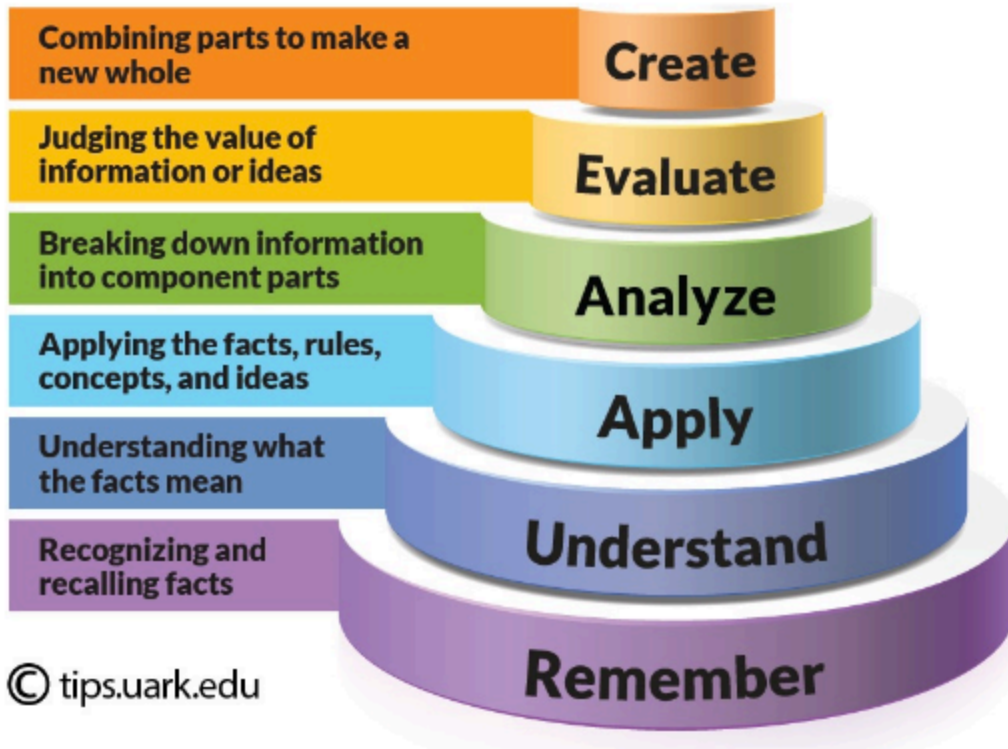 Combining parts to make a
new whole
Create
Judging the value of
information or ideas
Evaluate
Breaking down information
into component parts
Analyze
Applying the facts, rules,
concepts, and ideas
Apply
Understanding what
the facts mean
Understand
Recognizing and
recalling facts
Remember
© tips.uark.edu